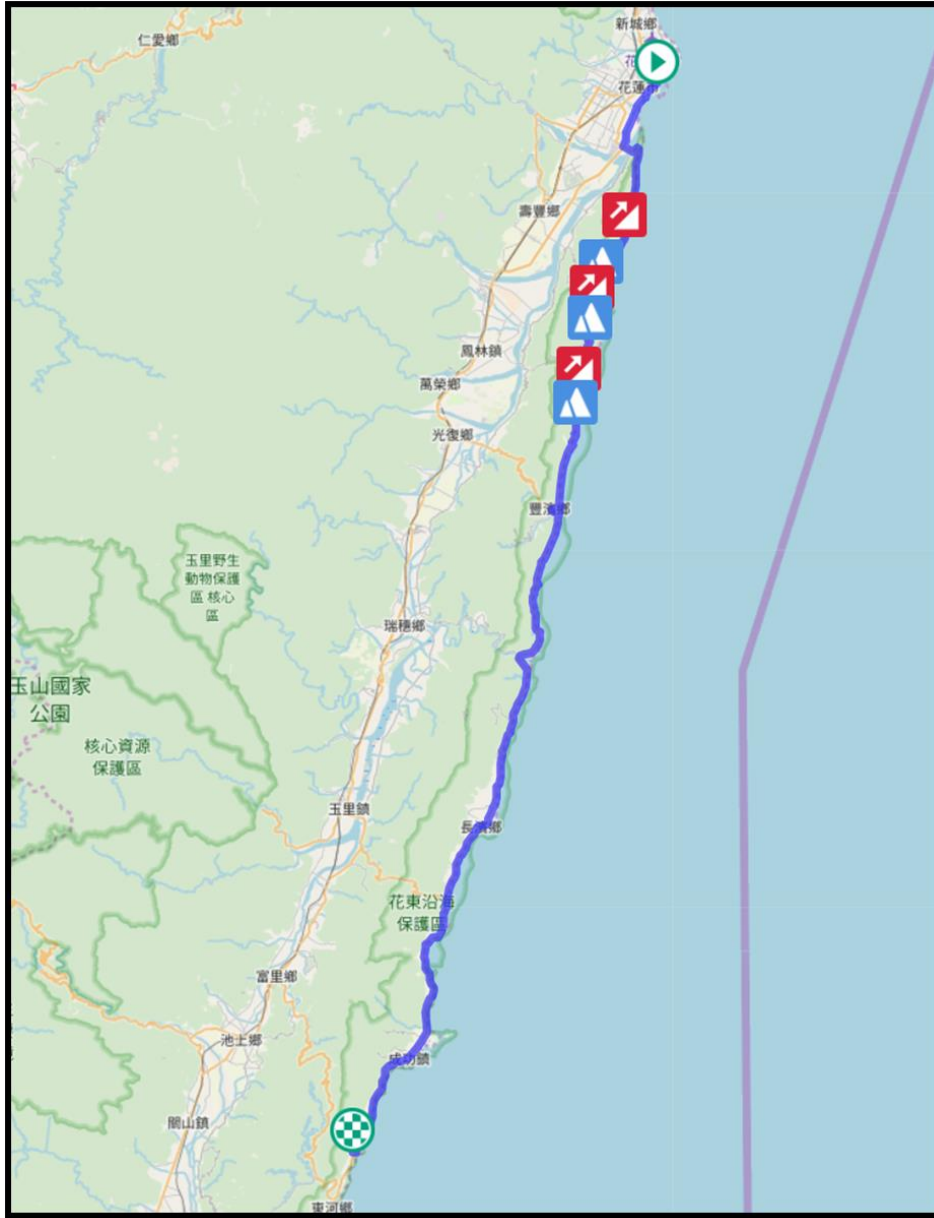 新城鄉
仁愛鄉
花蓮市
壽豐鄉
鳳林鎮
萬榮鄉
光復鄉
豐濱鄉
玉里野生
動物保護
區 核心
區
瑞穗鄉
玉山國家
公園
核心資源
保護區
玉里鎮
長濱鄉
花東沿海
保護區
富里鄉
池上鄉
成功鎮
關山鎮
東河鄉